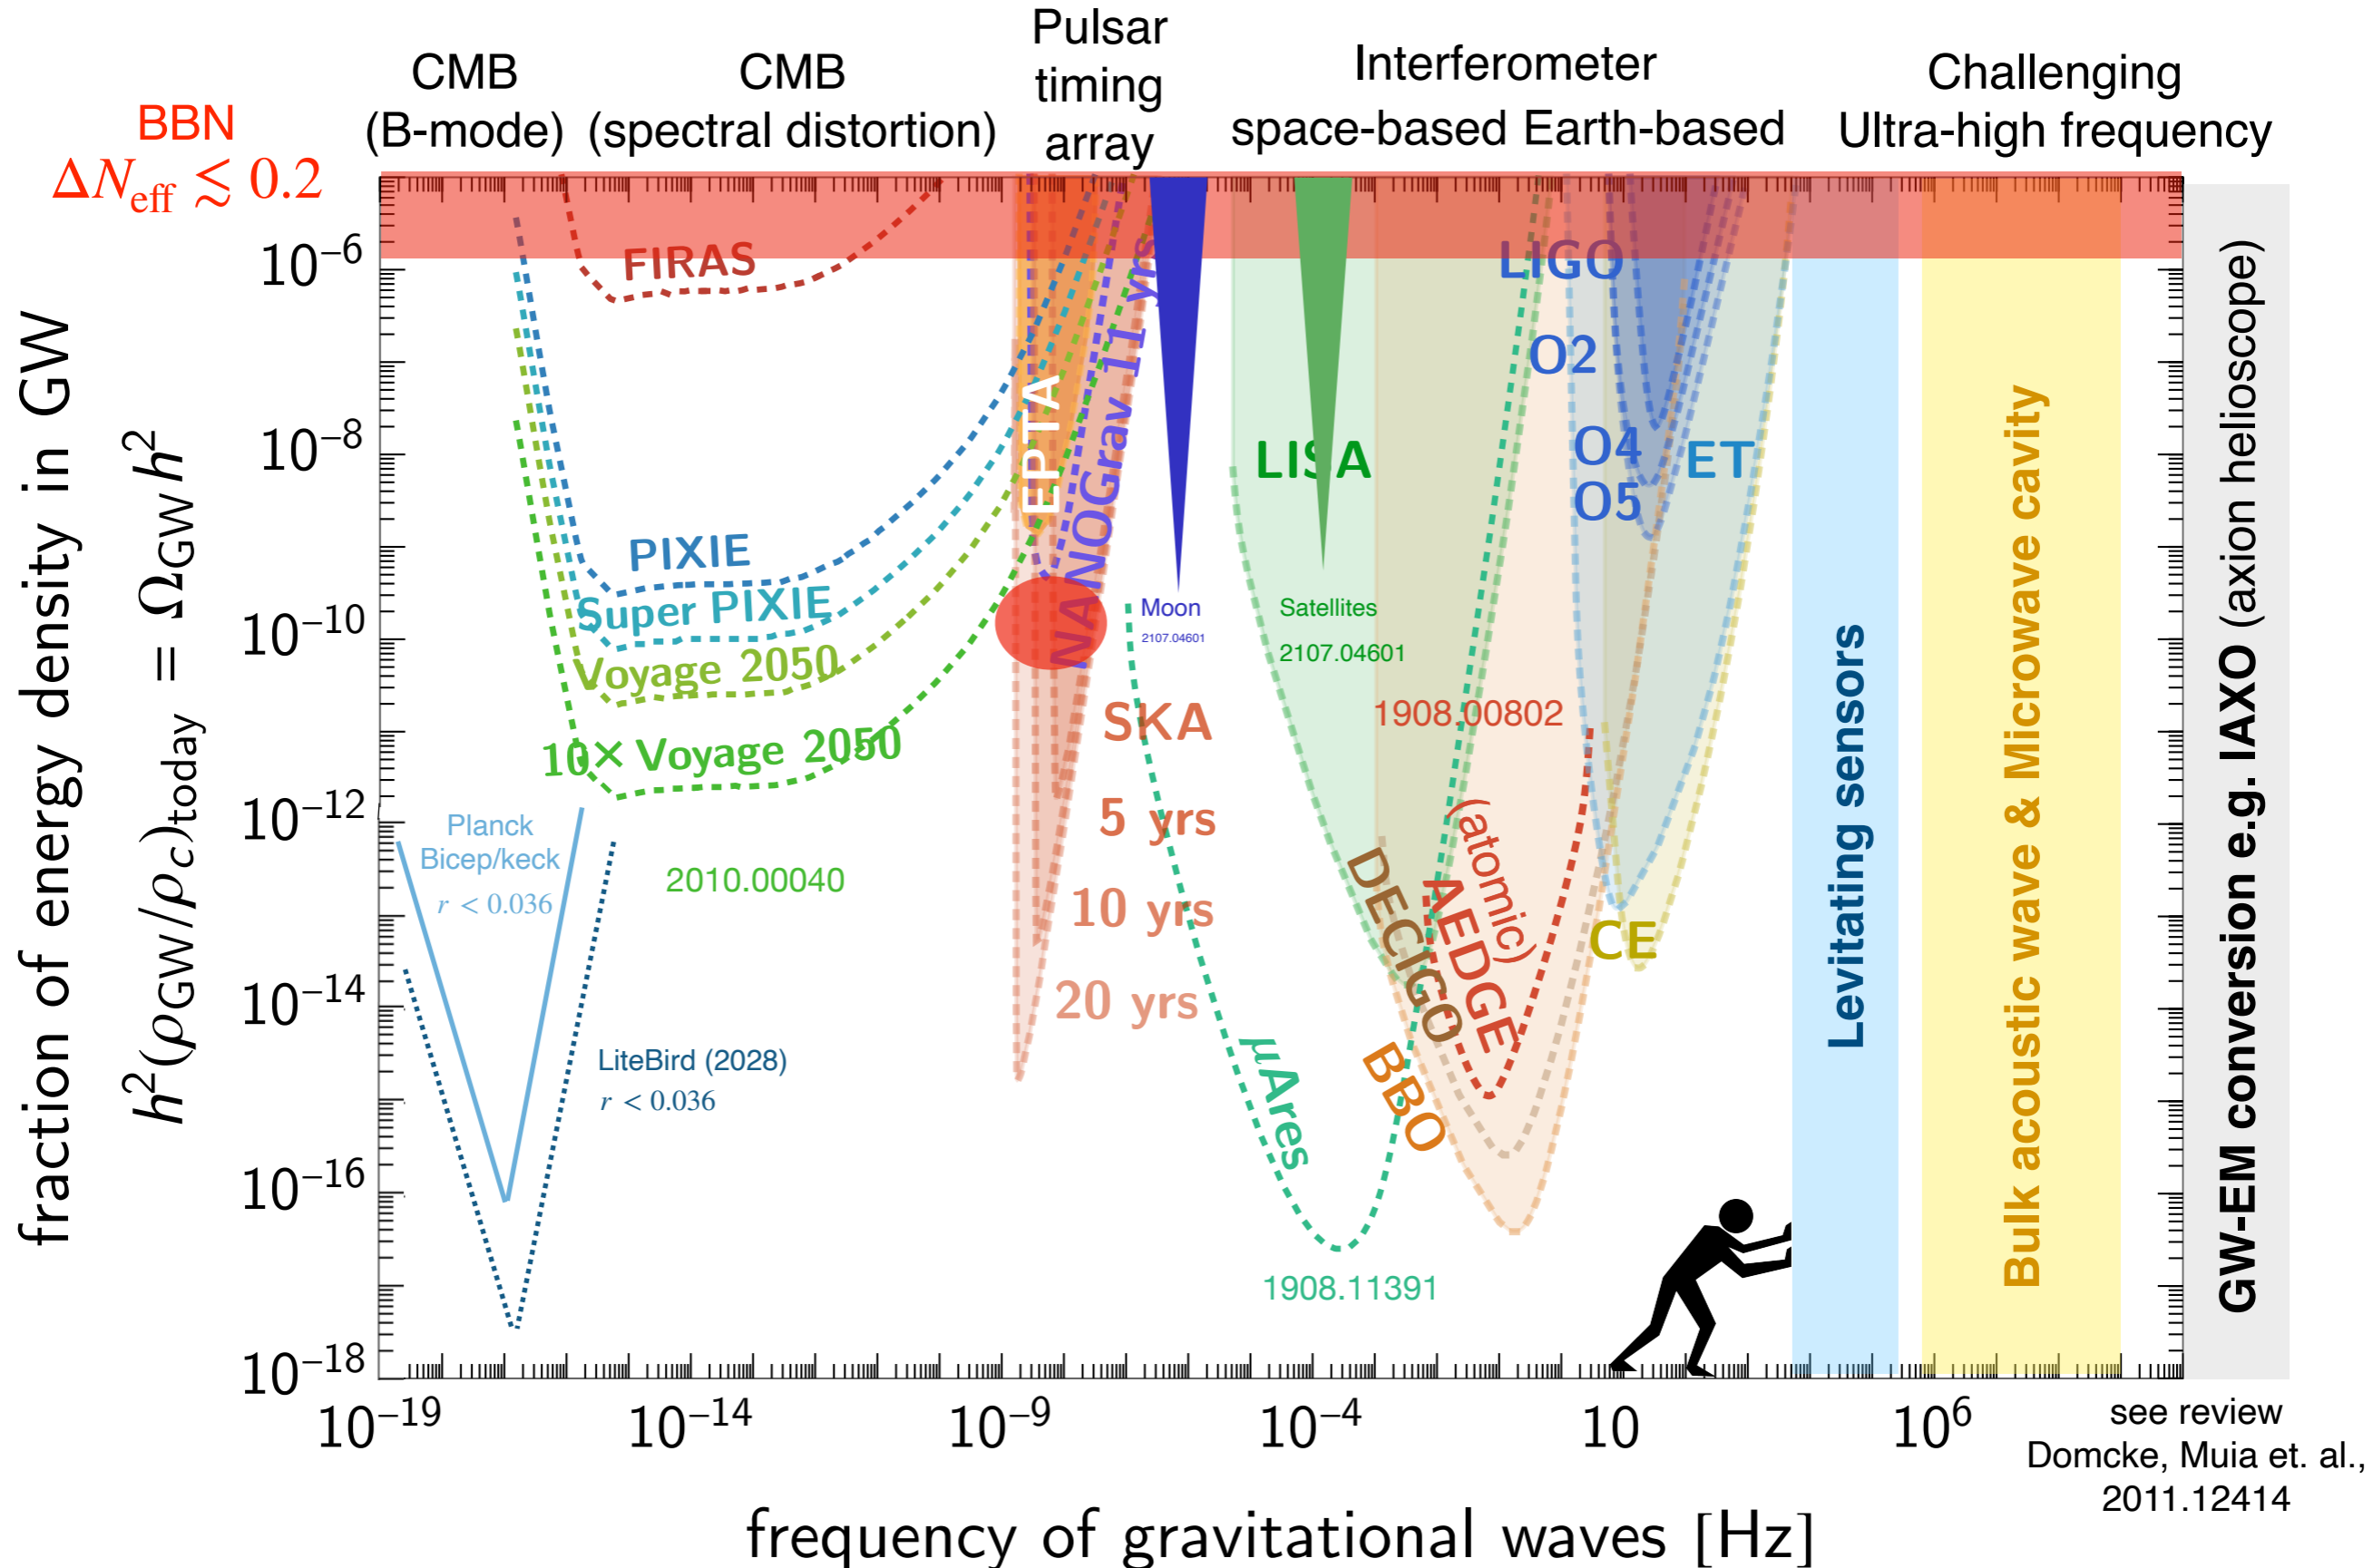 CMB
(B-mode)
CMB
(spectral distortion)
Pulsar
timing
array
Interferometer
space-based Earth-based
Challenging
Ultra-high frequency
BBN
ΔN_eff ≲ 0.2
fraction of energy density in GW
h²(ρ_GW/ρ_c)_today = Ω_GW h²
10⁻⁶
10⁻⁸
10⁻¹⁰
10⁻¹²
10⁻¹⁴
10⁻¹⁶
10⁻¹⁸
FIRAS
PIXIE
Super PIXIE
Voyage 2050
10× Voyage 2050
2010.00040
Planck
Bicep/keck
r < 0.036
LiteBird (2028)
r < 0.036
EPTA
NANOGrav 11 yrs
Moon
2107.04601
SKA
5 yrs
10 yrs
20 yrs
LISA
Satellites
2107.04601
μAres
1908.11391
1908.00802
DECIGO
AEDGE
(atomic)
BBO
LIGO
O2
O4
O5
ET
CE
Levitating sensors
Bulk acoustic wave & Microwave cavity
GW-EM conversion e.g. IAXO (axion helioscope)
10⁻¹⁹
10⁻¹⁴
10⁻⁹
10⁻⁴
10
10⁶
see review
Domcke, Muia et. al.,
2011.12414
frequency of gravitational waves [Hz]